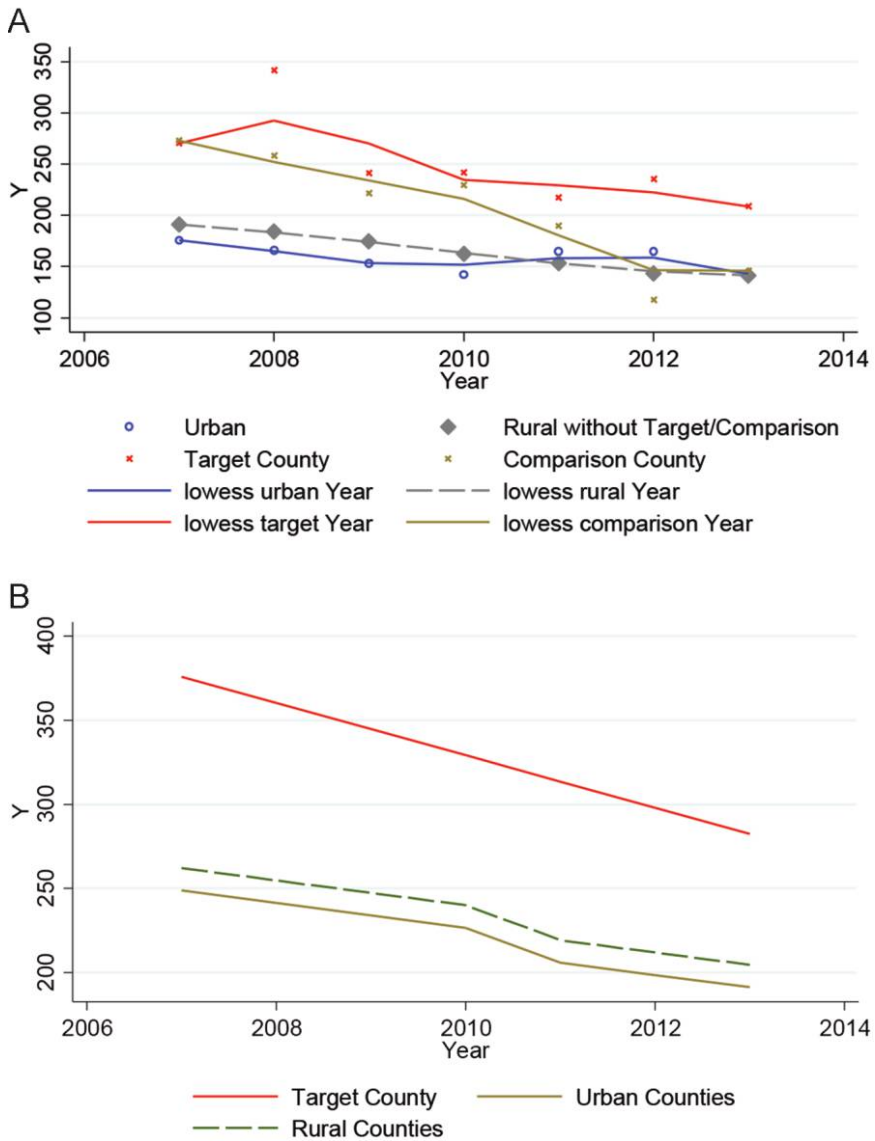 A
350
300
250
200
150
100
Y
2006 2008 2010 2012 2014
Year
Urban Rural without Target/Comparison
Target County Comparison County
lowess urban Year lowess rural Year
lowess target Year lowess comparison Year
B
400
350
300
250
200
Y
2006 2008 2010 2012 2014
Year
Target County Urban Counties
Rural Counties